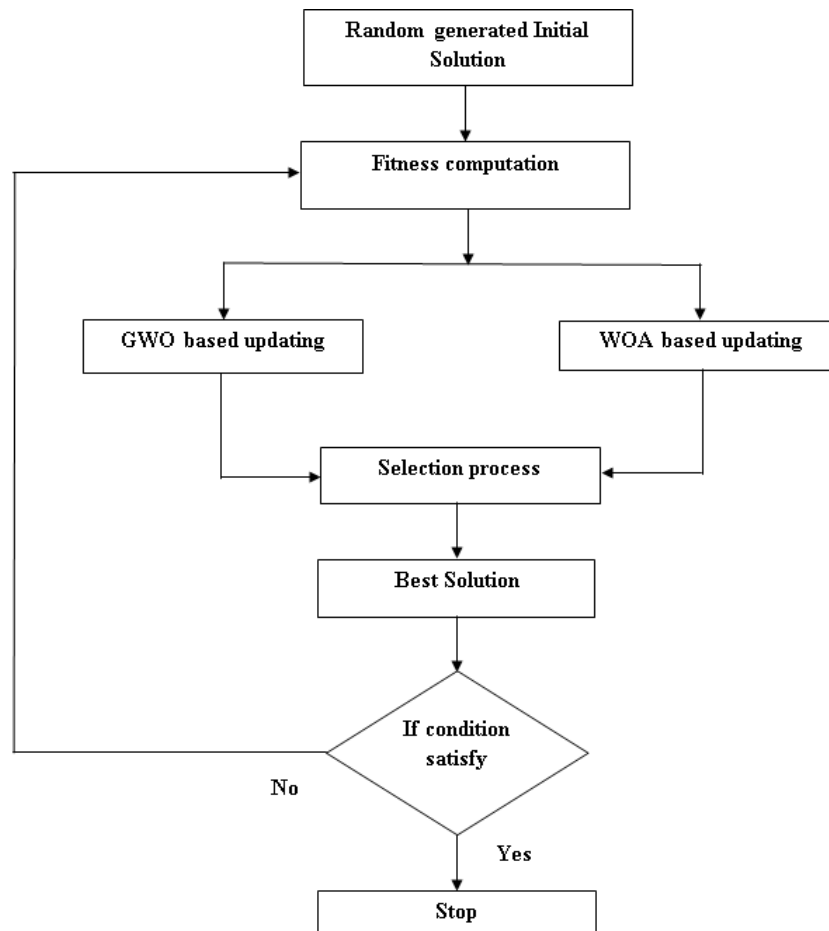 Random generated Initial
Solution
Fitness computation
GWO based updating
WOA based updating
Selection process
Best Solution
If condition
satisfy
No
Yes
Stop